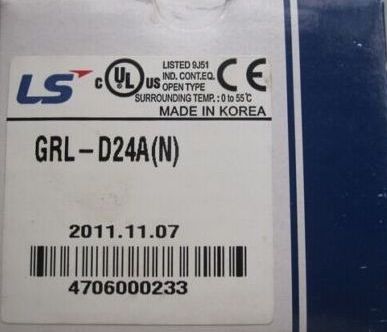 LS
c UL us
LISTED 9J51
IND. CONT.EQ.
OPEN TYPE
CE
SURROUNDING TEMP. : 0 to 55℃
MADE IN KOREA
GRL-D24A(N)
2011.11.07
4706000233